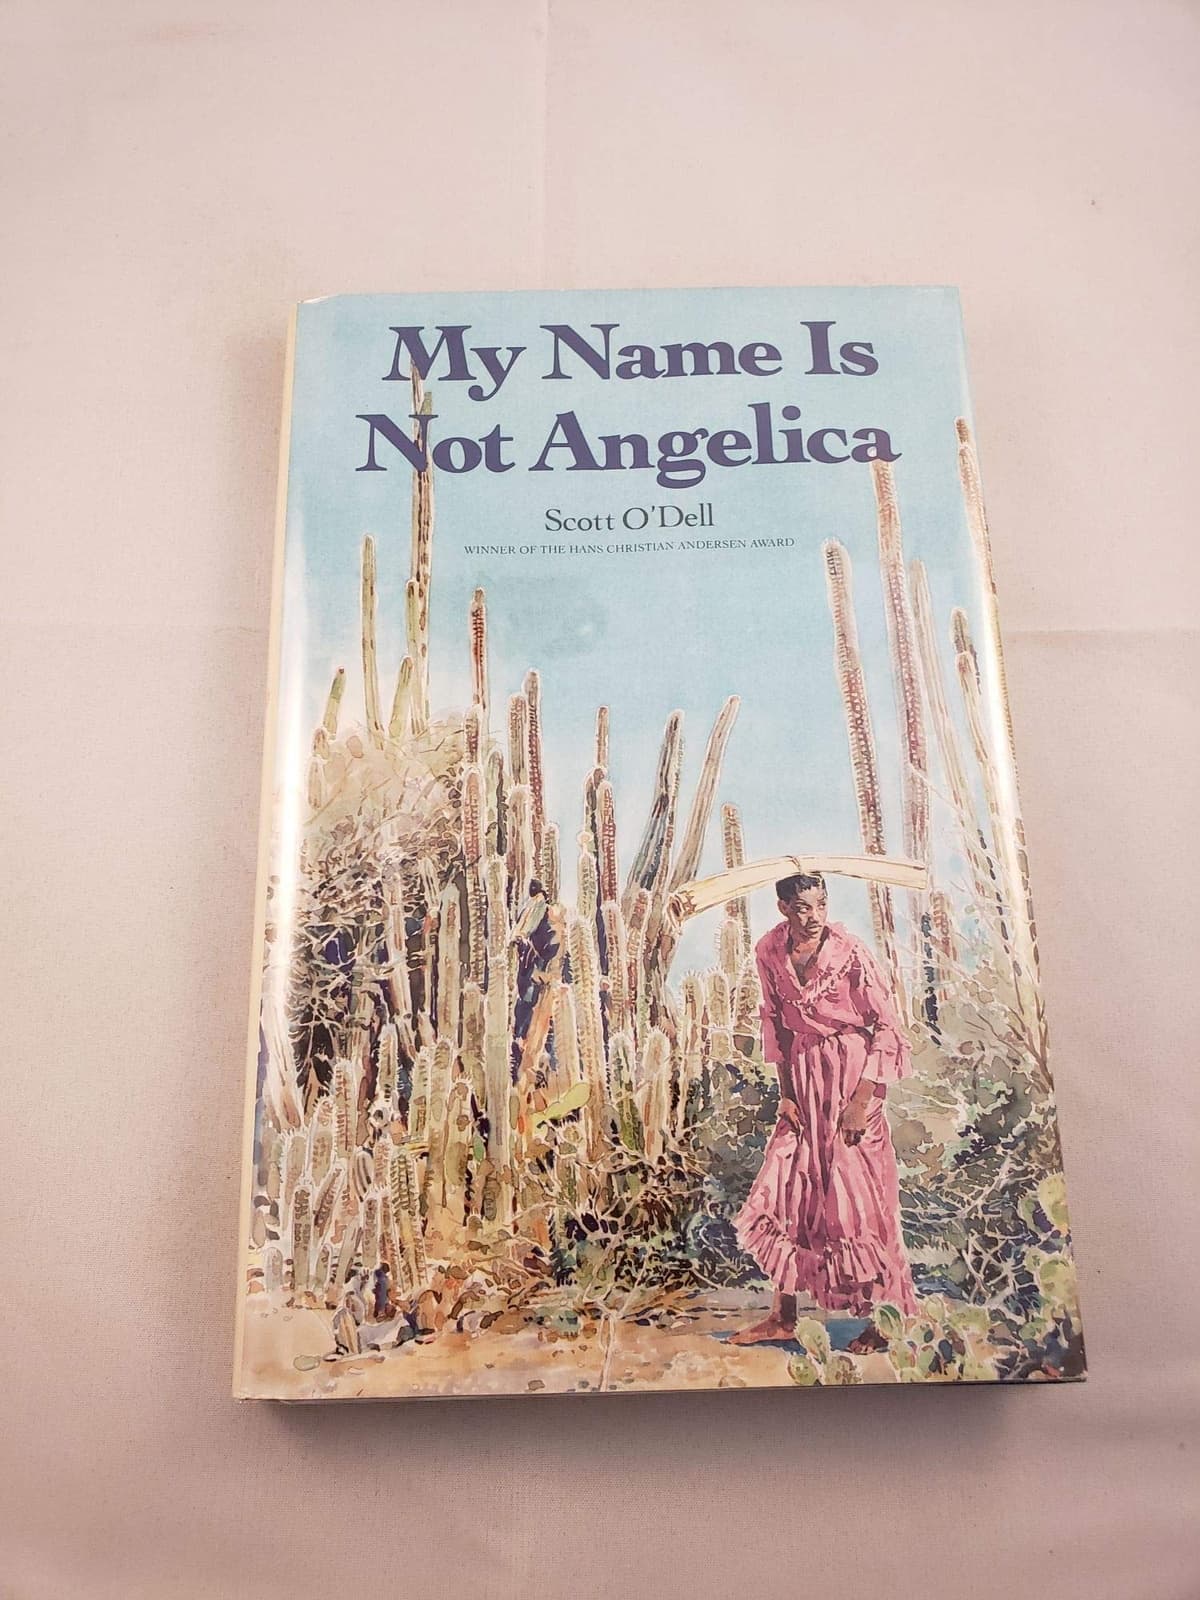 My Name Is
Not Angelica
Scott O'Dell
WINNER OF THE HANS CHRISTIAN ANDERSEN AWARD